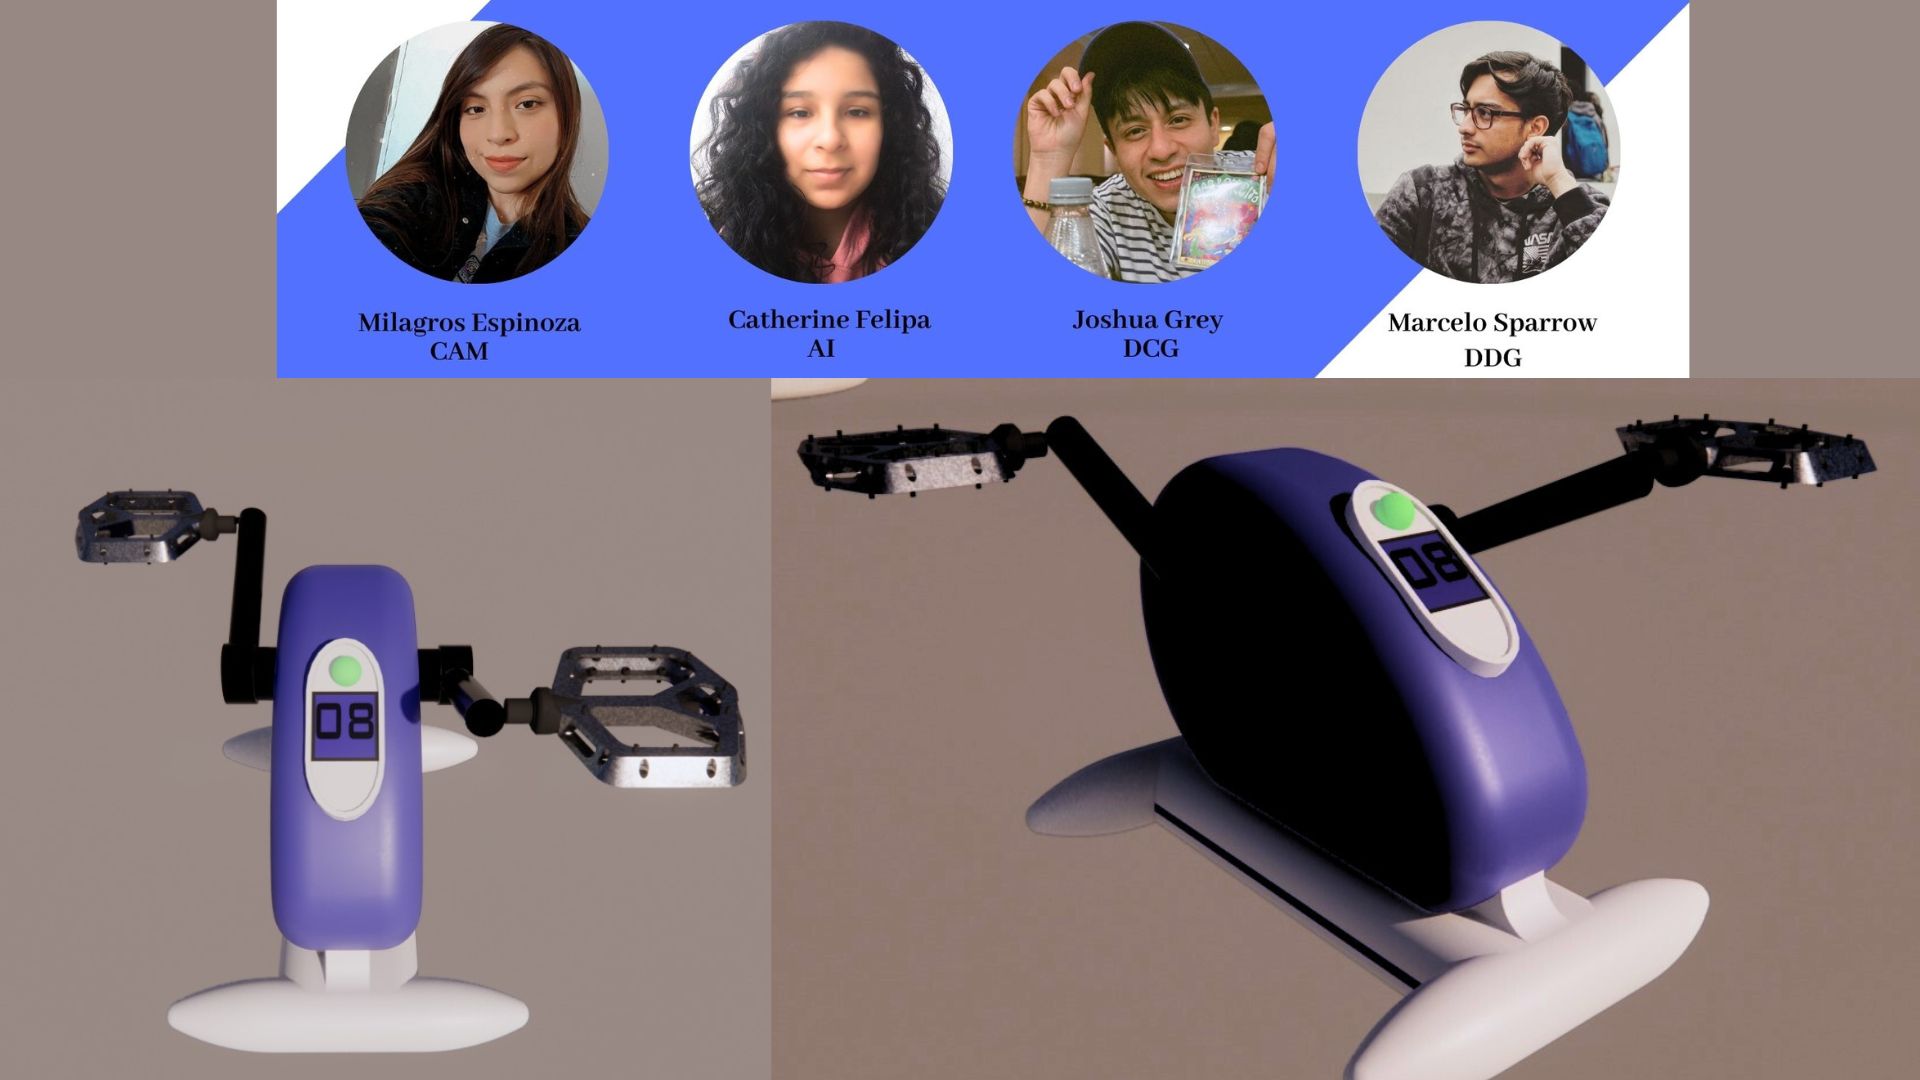 Milagros Espinoza
CAM
Catherine Felipa
AI
Joshua Grey
DCG
Marcelo Sparrow
DDG
08
08